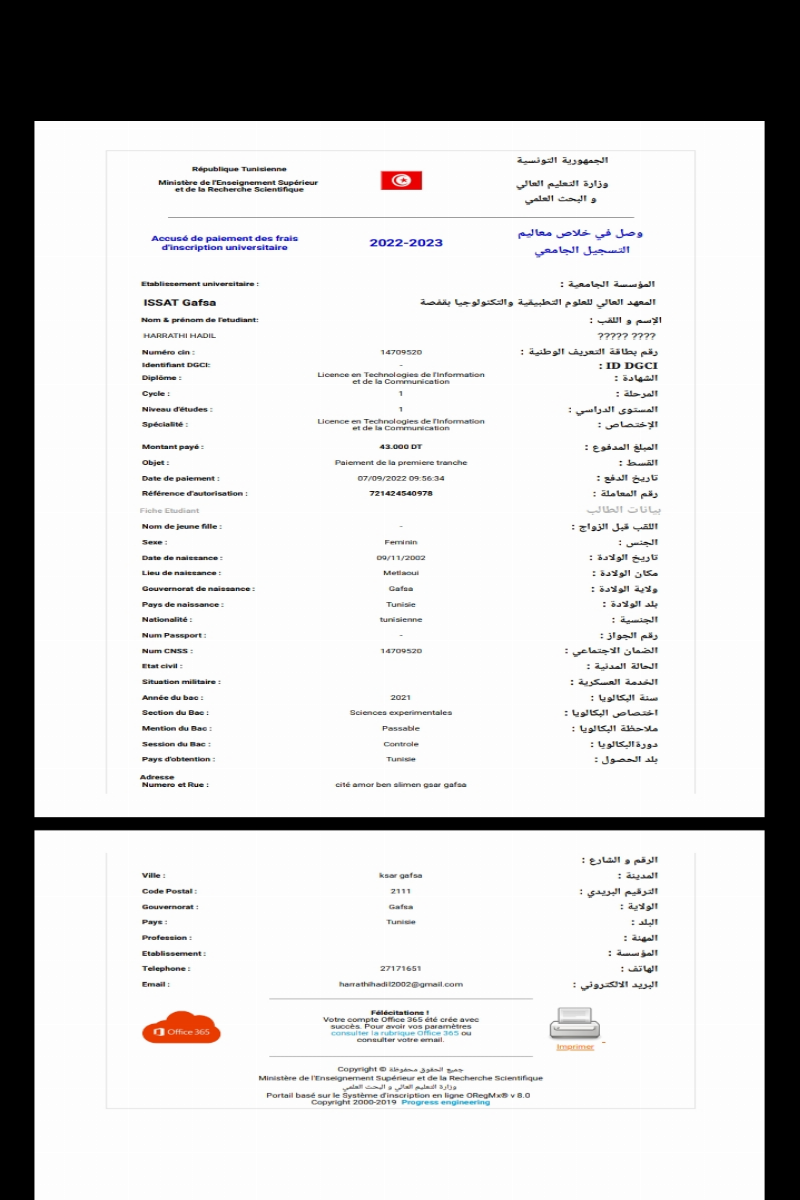 République Tunisienne
Ministère de l'Enseignement Supérieur
et de la Recherche Scientifique
الجمهورية التونسية
وزارة التعليم العالي
و البحث العلمي
Accusé de paiement des frais
d'inscription universitaire
2022-2023
وصل في خلاص معاليم
التسجيل الجامعي
Etablissement universitaire : المؤسسة الجامعية :
ISSAT Gafsa المعهد العالي للعلوم التطبيقية والتكنولوجيا بقفصة
Nom & prénom de l'etudiant: الإسم و اللقب :
HARRATHI HADIL ????? ????
Numéro cin : 14709520 رقم بطاقة التعريف الوطنية :
Identifiant DGCI: - ID DGCI :
Diplôme : Licence en Technologies de l'Information الشهادة :
et de la Communication
Cycle : 1 المرحلة :
Niveau d'études : 1 المستوى الدراسي :
Spécialité : Licence en Technologies de l'Information الإختصاص :
et de la Communication
Montant payé : 43.000 DT المبلغ المدفوع :
Objet : Paiement de la premiere tranche القسط :
Date de paiement : 07/09/2022 09:56:34 تاريخ الدفع :
Référence d'autorisation : 721424540978 رقم المعاملة :
Fiche Etudiant بيانات الطالب
Nom de jeune fille : - اللقب قبل الزواج :
Sexe : Feminin الجنس :
Date de naissance : 09/11/2002 تاريخ الولادة :
Lieu de naissance : Metlaoui مكان الولادة :
Gouvernorat de naissance : Gafsa ولاية الولادة :
Pays de naissance : Tunisie بلد الولادة :
Nationalité : tunisienne الجنسية :
Num Passport : - رقم الجواز :
Num CNSS : 14709520 الضمان الاجتماعي :
Etat civil : الحالة المدنية :
Situation militaire : الخدمة العسكرية :
Année du bac : 2021 سنة البكالويا :
Section du Bac : Sciences experimentales اختصاص البكالويا :
Mention du Bac : Passable ملاحظة البكالويا :
Session du Bac : Controle دورةالبكالويا :
Pays d'obtention : Tunisie بلد الحصول :
Adresse
Numero et Rue : cité amor ben slimen gsar gafsa
الرقم و الشارع :
Ville : ksar gafsa المدينة :
Code Postal : 2111 الترقيم البريدي :
Gouvernorat : Gafsa الولاية :
Pays : Tunisie البلد :
Profession : المهنة :
Etablissement : المؤسسة :
Telephone : 27171651 الهاتف :
Email : harrathihadil2002@gmail.com البريد الالكتروني :
Office 365
Félécitations !
Votre compte Office 365 été crée avec
succès. Pour avoir vos paramètres
consulter la rubrique Office 365 ou
consulter votre email.
Imprimer
Copyright © جميع الحقوق محفوظة
Ministère de l'Enseignement Supérieur et de la Recherche Scientifique
وزارة التعليم العالي و البحث العلمي
Portail basé sur le Système d'inscription en ligne ORegMx® v 8.0
Copyright 2000-2019 Progress engineering